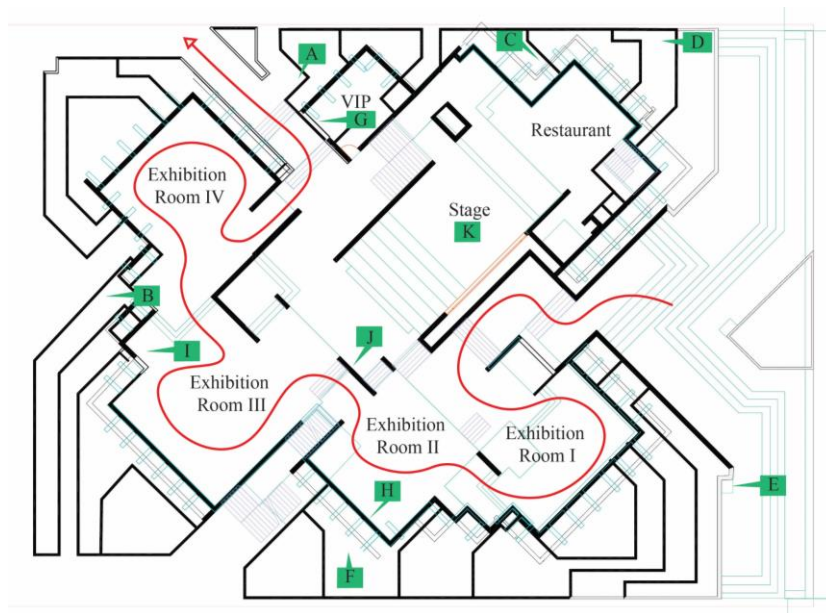 A
C
D
VIP
G
Restaurant
Exhibition
Room IV
Stage
K
B
I
J
Exhibition
Room III
Exhibition
Room II
Exhibition
Room I
E
H
F